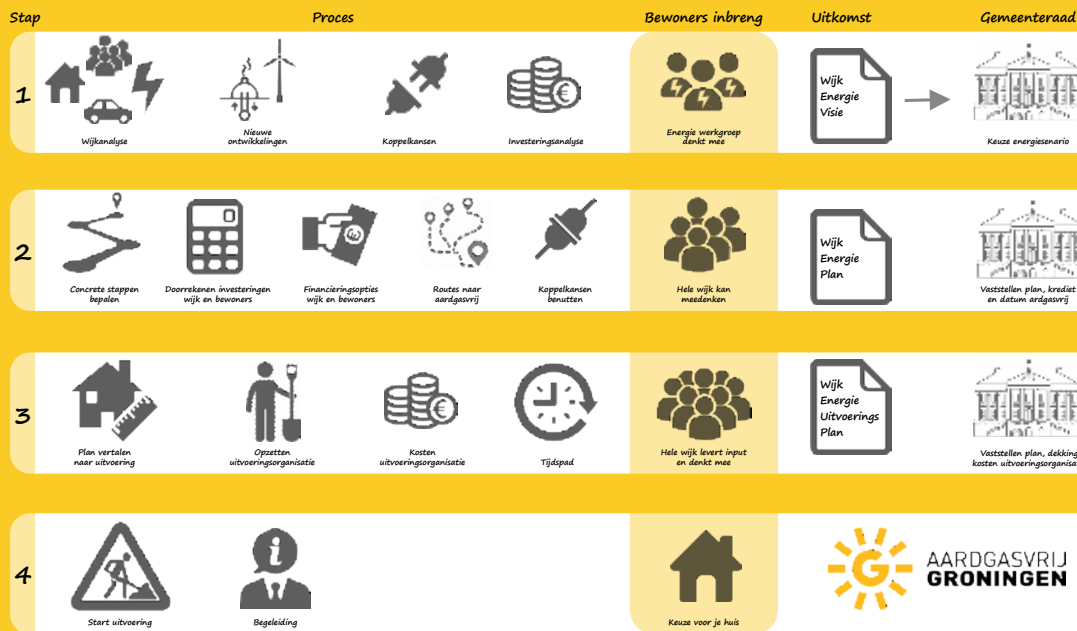 Stap Proces Bewoners inbreng Uitkomst Gemeenteraad
1
Wijkanalyse
Nieuwe
ontwikkelingen
Koppelkansen
Investeringsanalyse
Energie werkgroep
denkt mee
Wijk
Energie
Visie
Keuze energiesenario
2
Concrete stappen
bepalen
Doorrekenen investeringen
wijk en bewoners
Financieringsopties
wijk en bewoners
Routes naar
aardgasvrij
Koppelkansen
benutten
Hele wijk kan
meedenken
Wijk
Energie
Plan
Vaststellen plan, krediet
en datum ardgasvrij
3
Plan vertalen
naar uitvoering
Opzetten
uitvoeringsorganisatie
Kosten
uitvoeringsorganisatie
Tijdspad
Hele wijk levert input
en denkt mee
Wijk
Energie
Uitvoerings
Plan
Vaststellen plan, dekking
kosten uitvoeringsorganisa
4
Start uitvoering
Begeleiding
Keuze voor je huis
G
AARDGASVRIJ
GRONINGEN